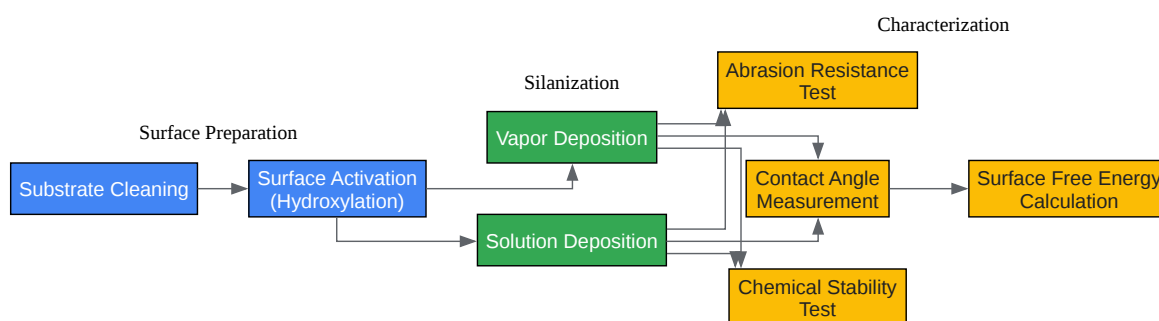 Characterization
Abrasion Resistance
Test
Silanization
Vapor Deposition
Surface Preparation
Substrate Cleaning
Surface Activation
(Hydroxylation)
Contact Angle
Measurement
Surface Free Energy
Calculation
Solution Deposition
Chemical Stability
Test